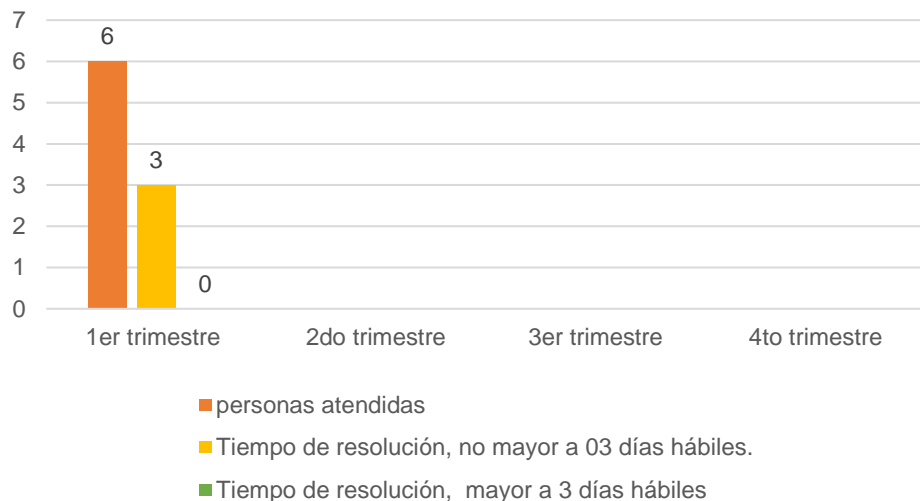 7
6
5
4
3
2
1
0
6
3
0
1er trimestre 2do trimestre 3er trimestre 4to trimestre
personas atendidas
Tiempo de resolución, no mayor a 03 días hábiles.
Tiempo de resolución, mayor a 3 días hábiles